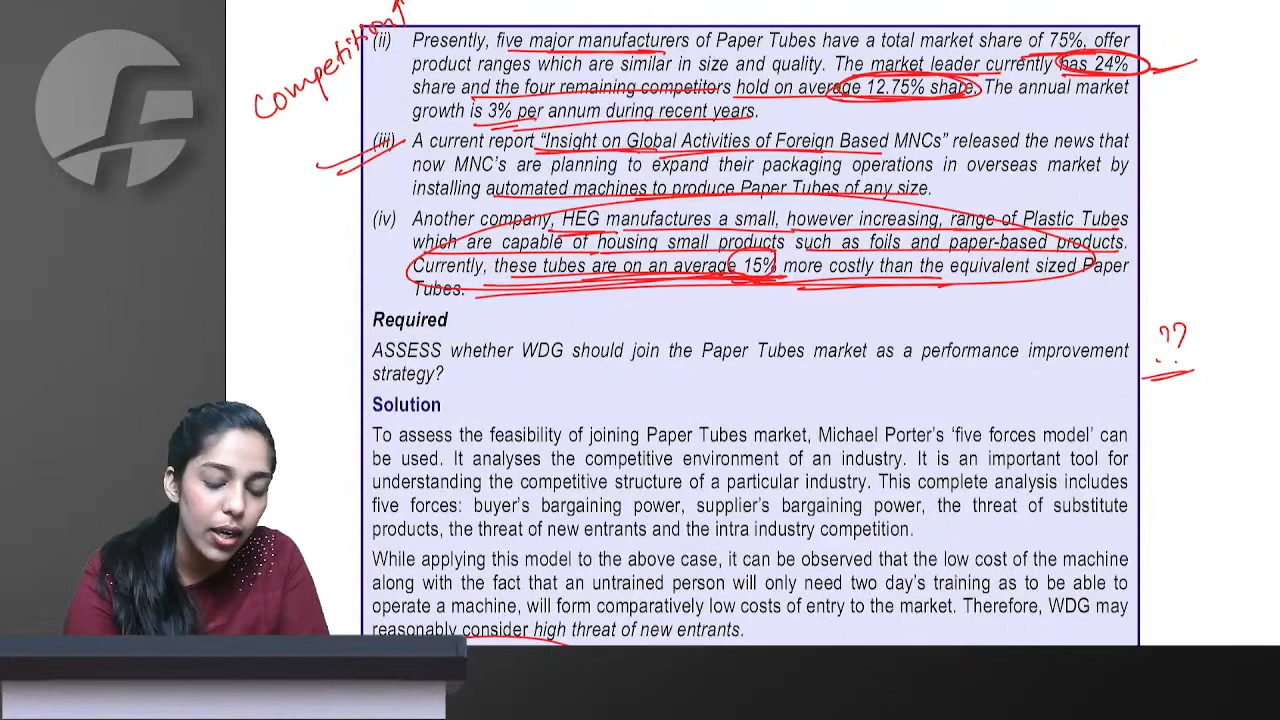 Competition↑
(ii) Presently, five major manufacturers of Paper Tubes have a total market share of 75%, offer
product ranges which are similar in size and quality. The market leader currently has 24%
share and the four remaining competitors hold on average 12.75% share. The annual market
growth is 3% per annum during recent years.
(iii) A current report “Insight on Global Activities of Foreign Based MNCs” released the news that
now MNC’s are planning to expand their packaging operations in overseas market by
installing automated machines to produce Paper Tubes of any size.
(iv) Another company, HEG manufactures a small, however increasing, range of Plastic Tubes
which are capable of housing small products such as foils and paper-based products.
Currently, these tubes are on an average 15% more costly than the equivalent sized Paper
Tubes.
Required
??
ASSESS whether WDG should join the Paper Tubes market as a performance improvement
strategy?
Solution
To assess the feasibility of joining Paper Tubes market, Michael Porter’s ‘five forces model’ can
be used. It analyses the competitive environment of an industry. It is an important tool for
understanding the competitive structure of a particular industry. This complete analysis includes
five forces: buyer’s bargaining power, supplier’s bargaining power, the threat of substitute
products, the threat of new entrants and the intra industry competition.
While applying this model to the above case, it can be observed that the low cost of the machine
along with the fact that an untrained person will only need two day’s training as to be able to
operate a machine, will form comparatively low costs of entry to the market. Therefore, WDG may
reasonably consider high threat of new entrants.